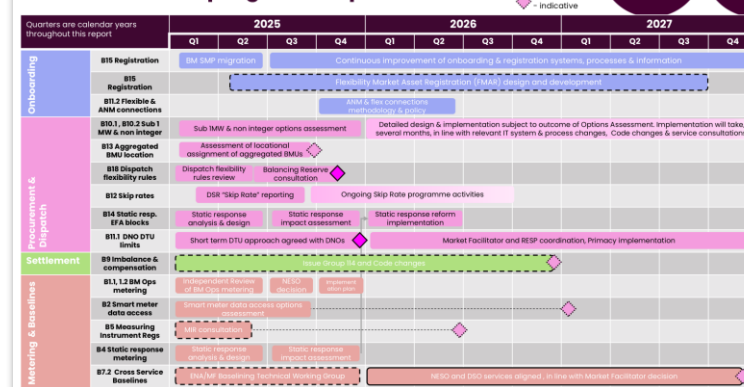 - indicative
Quarters are calendar years
throughout this report
2025
2026
2027
Q1
Q2
Q3
Q4
Q1
Q2
Q3
Q4
Q1
Q2
Q3
Q4
Onboarding
B15 Registration
BM SMP migration
Continuous improvement of onboarding & registration systems, processes & information
B15
Registration
Flexibility Market Asset Registration (FMAR) design and development
B11.2 Flexible &
ANM connections
ANM & flex connections
methodology & policy
Procurement &
Dispatch
B10.1, B10.2 Sub 1
MW & non integer
Sub 1MW & non integer options assessment
Detailed design & implementation subject to outcome of Options Assessment. Implementation will take,
several months, in line with relevant IT system & process changes, Code changes & service consultations
B13 Aggregated
BMU location
Assessment of locational
assignment of aggregated BMUs
B18 Dispatch
flexibility rules
Dispatch flexibility
rules review
Balancing Reserve
consultation
B12 Skip rates
DSR "Skip Rate" reporting
Ongoing Skip Rate programme activities
B14 Static resp.
EFA blocks
Static response
analysis & design
Static response
impact assessment
Static response reform
implementation
B11.1 DNO DTU
limits
Short term DTU approach agreed with DNOs
Market Facilitator and RESP coordination, Primacy implementation
Settlement
B9 Imbalance &
compensation
Issue Group 114 and Code changes
Metering & Baselines
B1.1, 1.2 BM Ops
metering
Independent Review
of BM Ops metering
NESO
decision
Implement
ation plan
B2 Smart meter
data access
Smart meter data access options
assessment
B5 Measuring
Instrument Regs
MIR consultation
B4 Static response
metering
Static response
analysis & design
Static response
impact assessment
B7.2 Cross Service
Baselines
ENA/MF Baselining Technical Working Group
NESO and DSO services aligned, in line with Market Facilitator decision